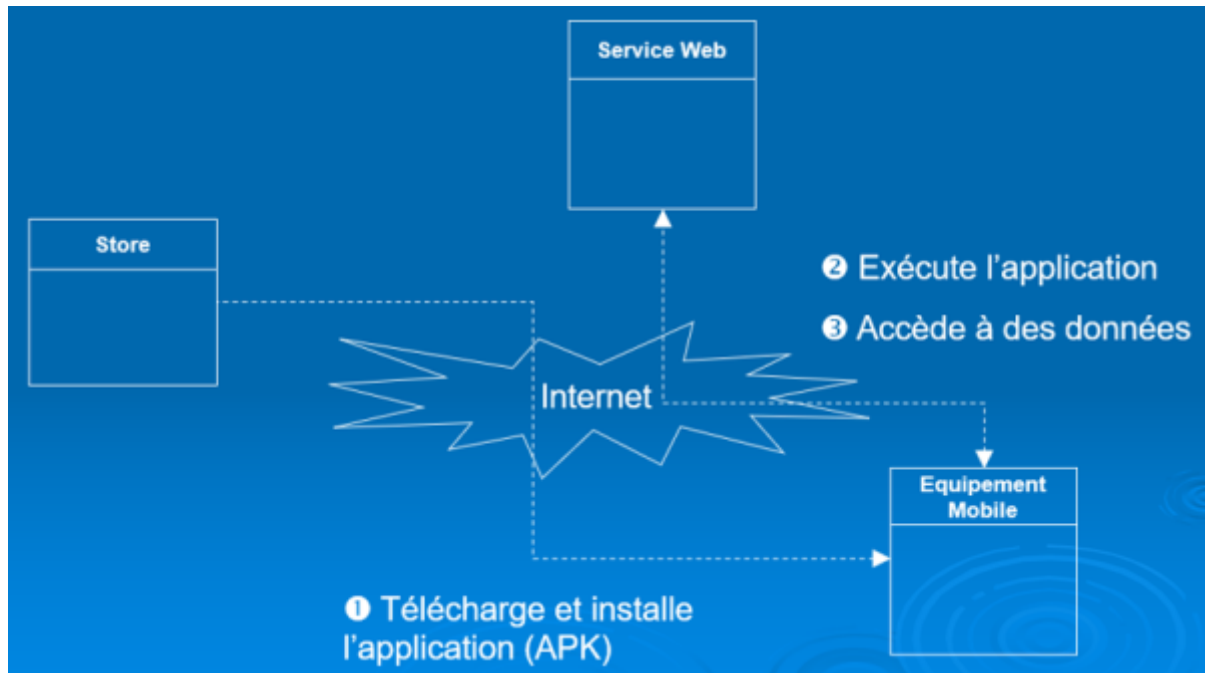 Service Web
Store
❷ Exécute l’application
❸ Accède à des données
Internet
Equipement
Mobile
❶ Télécharge et installe
l’application (APK)